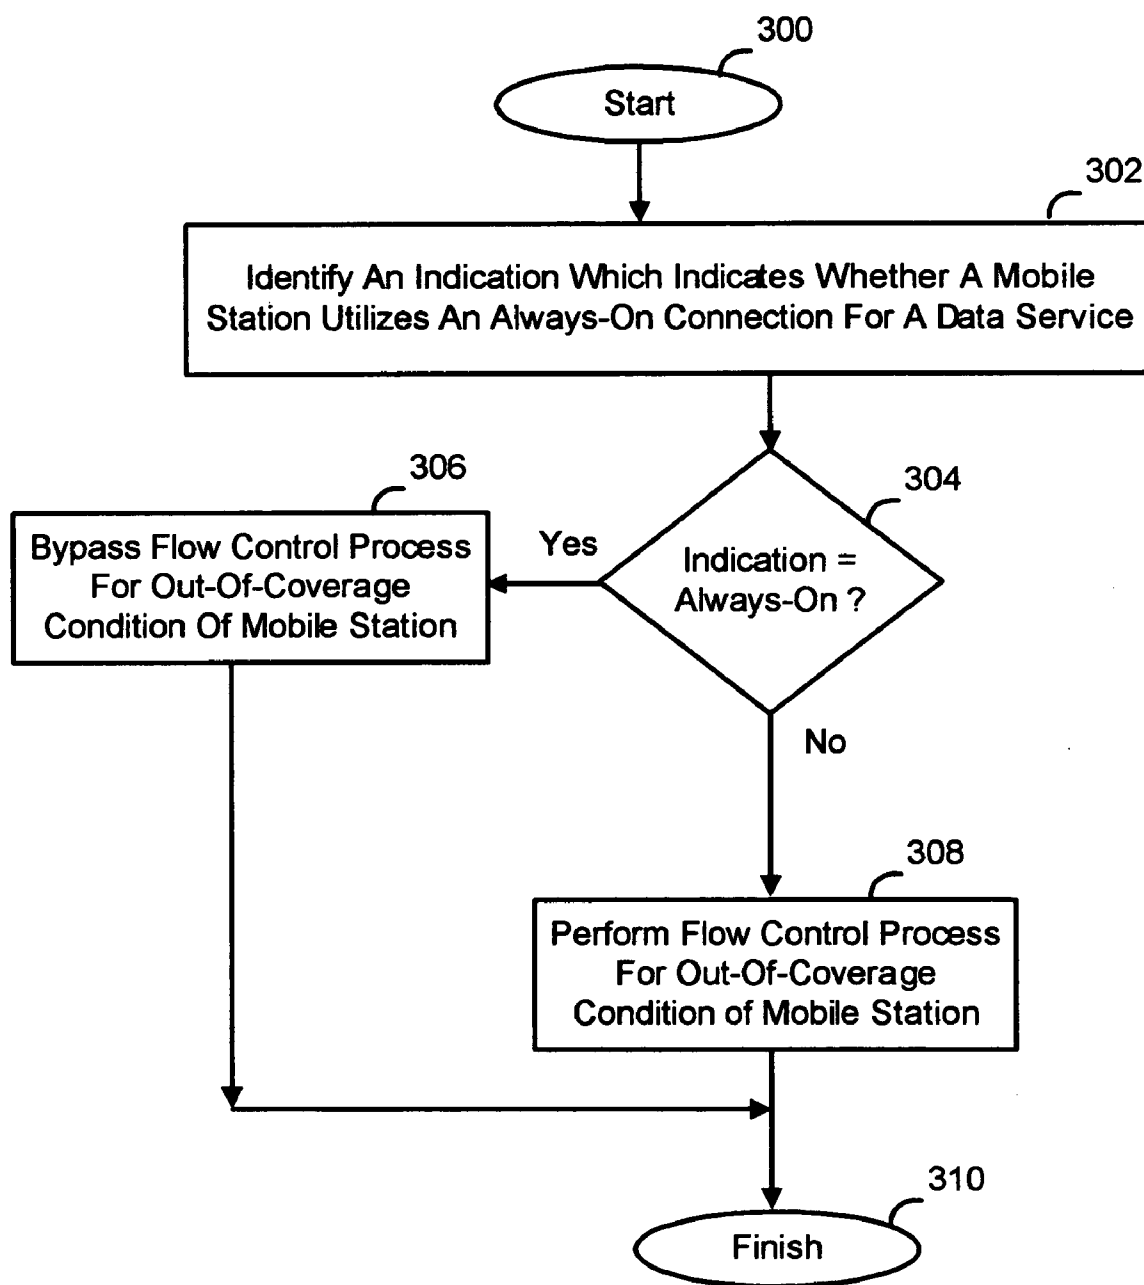 300
Start
302
Identify An Indication Which Indicates Whether A Mobile
Station Utilizes An Always-On Connection For A Data Service
304
Indication =
Always-On ?
Yes
306
Bypass Flow Control Process
For Out-Of-Coverage
Condition Of Mobile Station
No
308
Perform Flow Control Process
For Out-Of-Coverage
Condition of Mobile Station
310
Finish